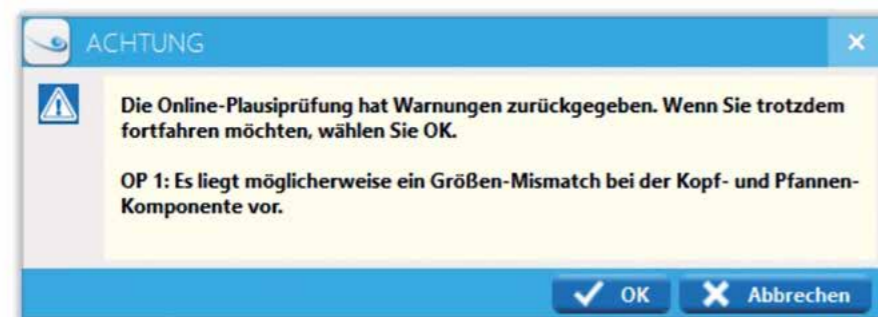 ACHTUNG
Die Online-Plausiprüfung hat Warnungen zurückgegeben. Wenn Sie trotzdem
fortfahren möchten, wählen Sie OK.
OP 1: Es liegt möglicherweise ein Größen-Mismatch bei der Kopf- und Pfannen-
Komponente vor.
OK
Abbrechen